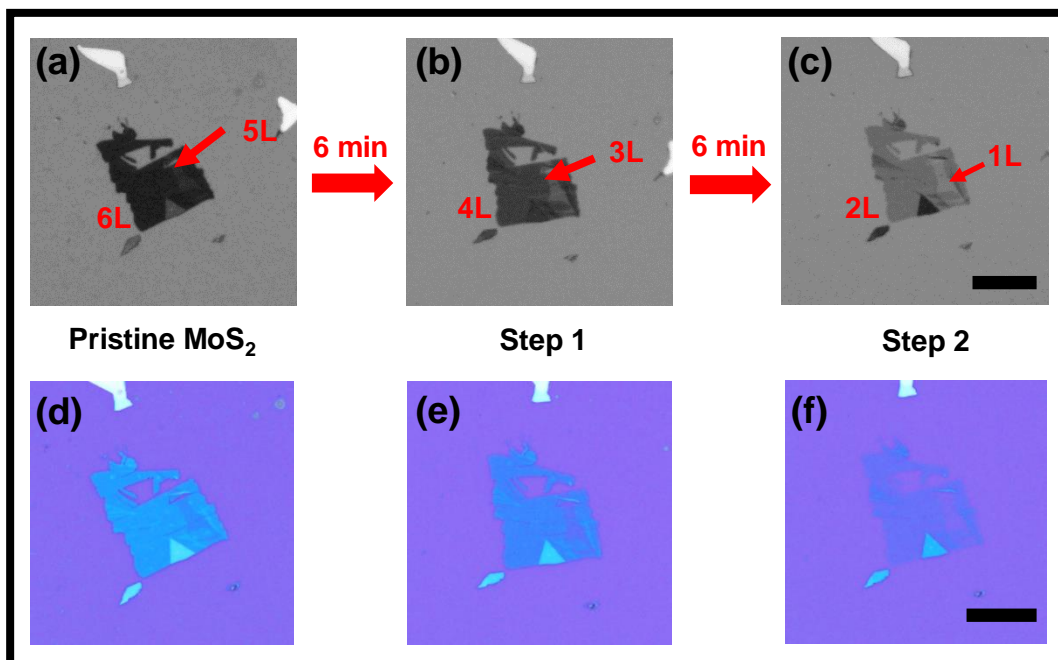 (a)
(b)
(c)
5L
6 min
3L
6 min
1L
6L
4L
2L
Pristine MoS₂
Step 1
Step 2
(d)
(e)
(f)